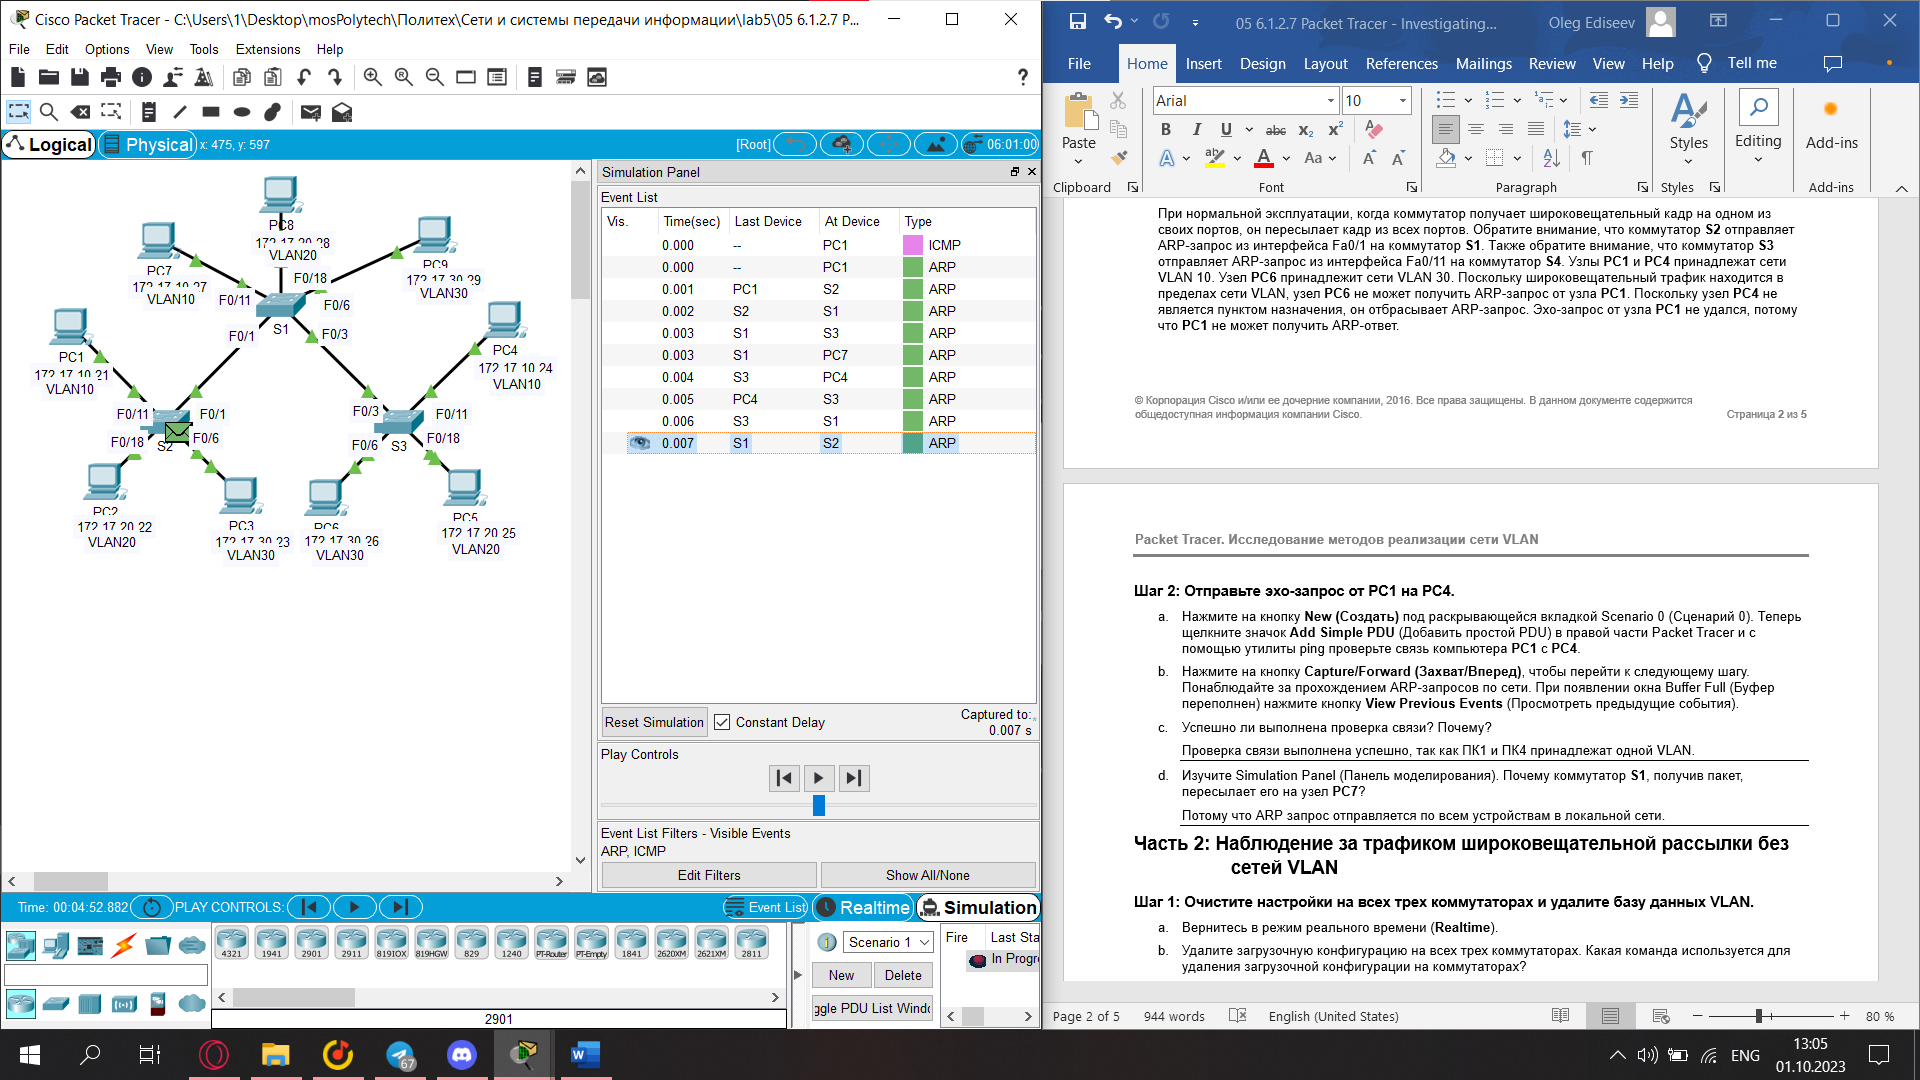 Cisco Packet Tracer - C:\Users\1\Desktop\mosPolytech\Политех\Сети и системы передачи информации\lab5\05 6.1.2.7 P...
File Edit Options View Tools Extensions Help
Logical Physical x: 475, y: 597 [Root] 06:01:00
PC8
172.17.20.28
VLAN20
PC7
172.17.10.27
VLAN10
PC9
172.17.30.29
VLAN30
F0/18
F0/11
F0/6
S1
F0/1
F0/3
PC1
172.17.10.21
VLAN10
PC4
172.17.10.24
VLAN10
F0/11
F0/1
F0/3
F0/11
F0/18
S2
F0/6
F0/6
S3
F0/18
PC2
172.17.20.22
VLAN20
PC3
172.17.30.23
VLAN30
PC6
172.17.30.26
VLAN30
PC5
172.17.20.25
VLAN20
Simulation Panel
Event List
Vis. Time(sec) Last Device At Device Type
0.000 -- PC1 ICMP
0.000 -- PC1 ARP
0.001 PC1 S2 ARP
0.002 S2 S1 ARP
0.003 S1 S3 ARP
0.003 S1 PC7 ARP
0.004 S3 PC4 ARP
0.005 PC4 S3 ARP
0.006 S3 S1 ARP
0.007 S1 S2 ARP
Reset Simulation Constant Delay Captured to:
0.007 s
Play Controls
Event List Filters - Visible Events
ARP, ICMP
Edit Filters Show All/None
Time: 00:04:52.882 PLAY CONTROLS: Event List Realtime Simulation
4321 1941 2901 2911 819IOX 819HGW 829 1240 PT-Router PT-Empty 1841 2620XM 2621XM 2811
2901
Scenario 1
New Delete
ggle PDU List Windo
Fire Last Sta
In Progre
05 6.1.2.7 Packet Tracer - Investigating... Oleg Ediseev
File Home Insert Design Layout References Mailings Review View Help Tell me
Paste
Arial 10
Styles
Editing
Add-ins
Clipboard Font Paragraph Styles Add-ins
При нормальной эксплуатации, когда коммутатор получает широковещательный кадр на одном из
своих портов, он пересылает кадр из всех портов. Обратите внимание, что коммутатор S2 отправляет
ARP-запрос из интерфейса Fa0/1 на коммутатор S1. Также обратите внимание, что коммутатор S3
отправляет ARP-запрос из интерфейса Fa0/11 на коммутатор S4. Узлы PC1 и PC4 принадлежат сети
VLAN 10. Узел PC6 принадлежит сети VLAN 30. Поскольку широковещательный трафик находится в
пределах сети VLAN, узел PC6 не может получить ARP-запрос от узла PC1. Поскольку узел PC4 не
является пунктом назначения, он отбрасывает ARP-запрос. Эхо-запрос от узла PC1 не удался, потому
что PC1 не может получить ARP-ответ.
© Корпорация Cisco и/или ее дочерние компании, 2016. Все права защищены. В данном документе содержится
общедоступная информация компании Cisco. Страница 2 из 5
Packet Tracer. Исследование методов реализации сети VLAN
Шаг 2: Отправьте эхо-запрос от PC1 на PC4.
a. Нажмите на кнопку New (Создать) под раскрывающейся вкладкой Scenario 0 (Сценарий 0). Теперь
щелкните значок Add Simple PDU (Добавить простой PDU) в правой части Packet Tracer и с
помощью утилиты ping проверьте связь компьютера PC1 с PC4.
b. Нажмите на кнопку Capture/Forward (Захват/Вперед), чтобы перейти к следующему шагу.
Понаблюдайте за прохождением ARP-запросов по сети. При появлении окна Buffer Full (Буфер
переполнен) нажмите кнопку View Previous Events (Просмотреть предыдущие события).
c. Успешно ли выполнена проверка связи? Почему?
Проверка связи выполнена успешно, так как ПК1 и ПК4 принадлежат одной VLAN.
d. Изучите Simulation Panel (Панель моделирования). Почему коммутатор S1, получив пакет,
пересылает его на узел PC7?
Потому что ARP запрос отправляется по всем устройствам в локальной сети.
Часть 2: Наблюдение за трафиком широковещательной рассылки без
сетей VLAN
Шаг 1: Очистите настройки на всех трех коммутаторах и удалите базу данных VLAN.
a. Вернитесь в режим реального времени (Realtime).
b. Удалите загрузочную конфигурацию на всех трех коммутаторах. Какая команда используется для
удаления загрузочной конфигурации на коммутаторах?
Page 2 of 5 944 words English (United States) 80 %
67
ENG
13:05
01.10.2023